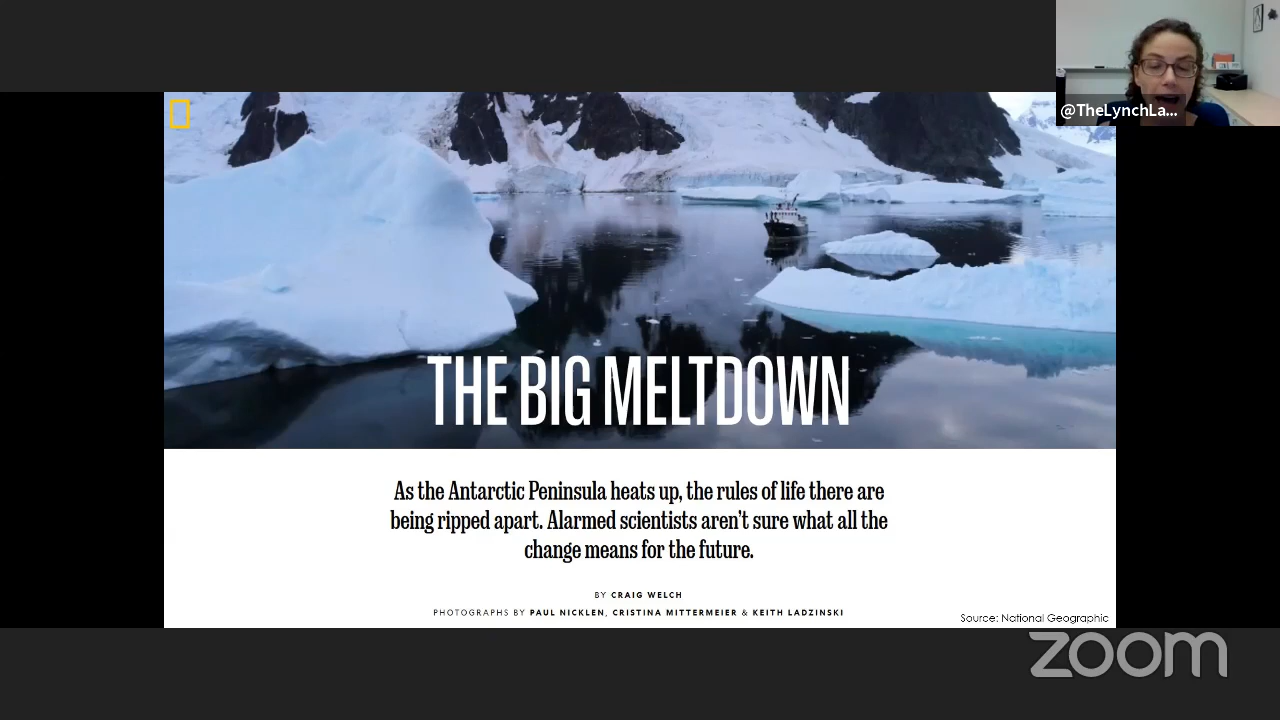 @TheLynchLa...
THE BIG MELTDOWN
As the Antarctic Peninsula heats up, the rules of life there are
being ripped apart. Alarmed scientists aren't sure what all the
change means for the future.
BY CRAIG WELCH
PHOTOGRAPHS BY PAUL NICKLEN, CRISTINA MITTERMEIER & KEITH LADZINSKI
Source: National Geographic
zoom